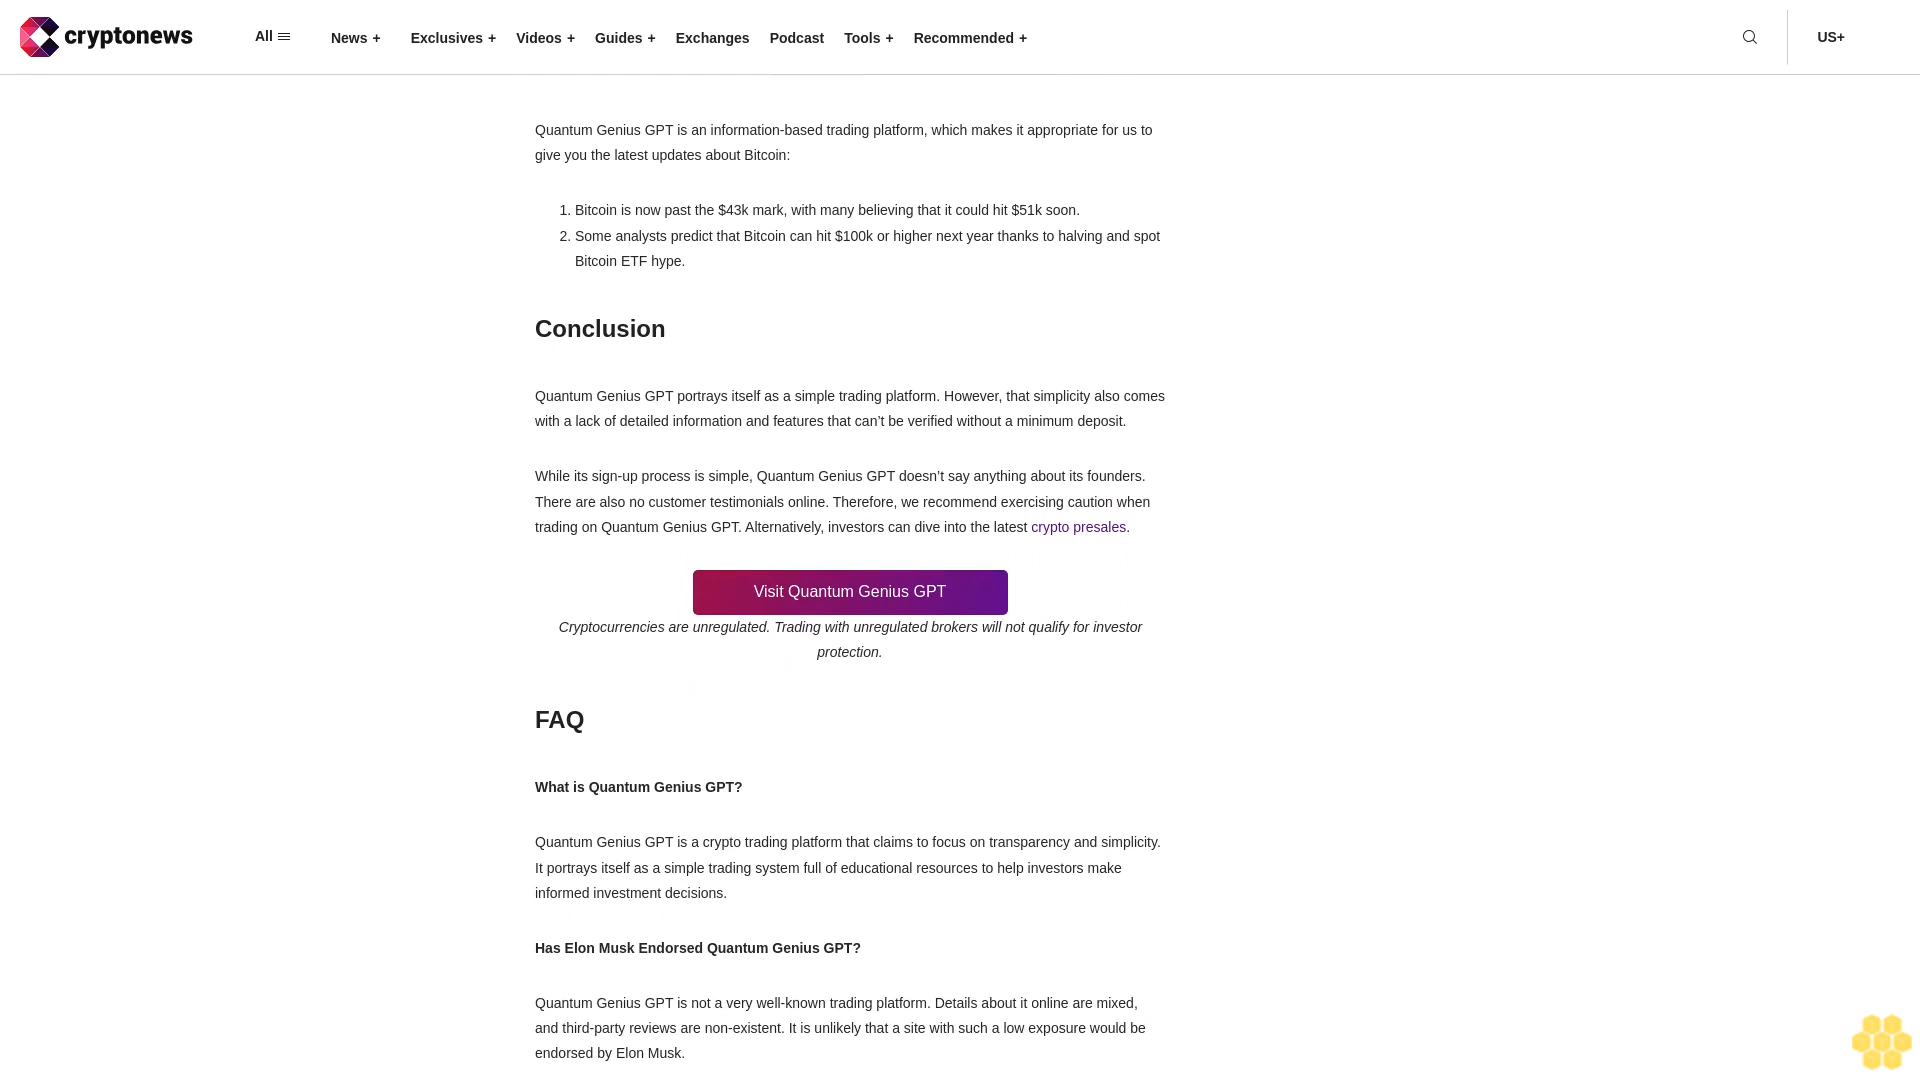 cryptonews
All
News +
Exclusives +
Videos +
Guides +
Exchanges
Podcast
Tools +
Recommended +
US+
Quantum Genius GPT is an information-based trading platform, which makes it appropriate for us to
give you the latest updates about Bitcoin:
1. Bitcoin is now past the $43k mark, with many believing that it could hit $51k soon.
2. Some analysts predict that Bitcoin can hit $100k or higher next year thanks to halving and spot
Bitcoin ETF hype.
Conclusion
Quantum Genius GPT portrays itself as a simple trading platform. However, that simplicity also comes
with a lack of detailed information and features that can’t be verified without a minimum deposit.
While its sign-up process is simple, Quantum Genius GPT doesn’t say anything about its founders.
There are also no customer testimonials online. Therefore, we recommend exercising caution when
trading on Quantum Genius GPT. Alternatively, investors can dive into the latest crypto presales.
Visit Quantum Genius GPT
Cryptocurrencies are unregulated. Trading with unregulated brokers will not qualify for investor
protection.
FAQ
What is Quantum Genius GPT?
Quantum Genius GPT is a crypto trading platform that claims to focus on transparency and simplicity.
It portrays itself as a simple trading system full of educational resources to help investors make
informed investment decisions.
Has Elon Musk Endorsed Quantum Genius GPT?
Quantum Genius GPT is not a very well-known trading platform. Details about it online are mixed,
and third-party reviews are non-existent. It is unlikely that a site with such a low exposure would be
endorsed by Elon Musk.